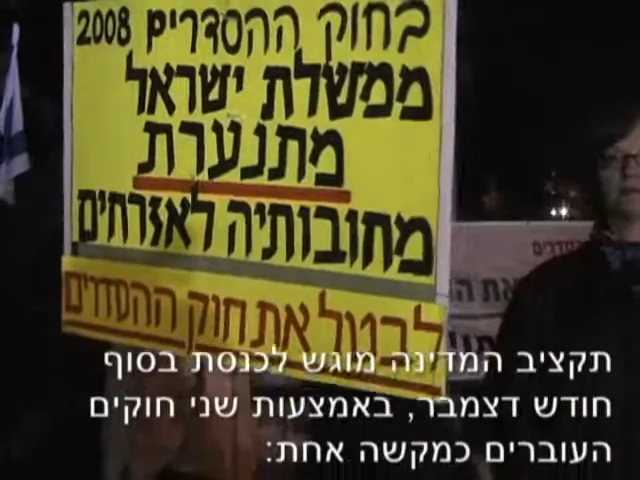 בחוק ההסדרים 2008
ממשלת ישראל
מתנערת
מחובותיה לאזרחים
לבטל את חוק ההסדרים
תקציב המדינה מוגש לכנסת בסוף
חודש דצמבר, באמצעות שני חוקים
העוברים כמקשה אחת: